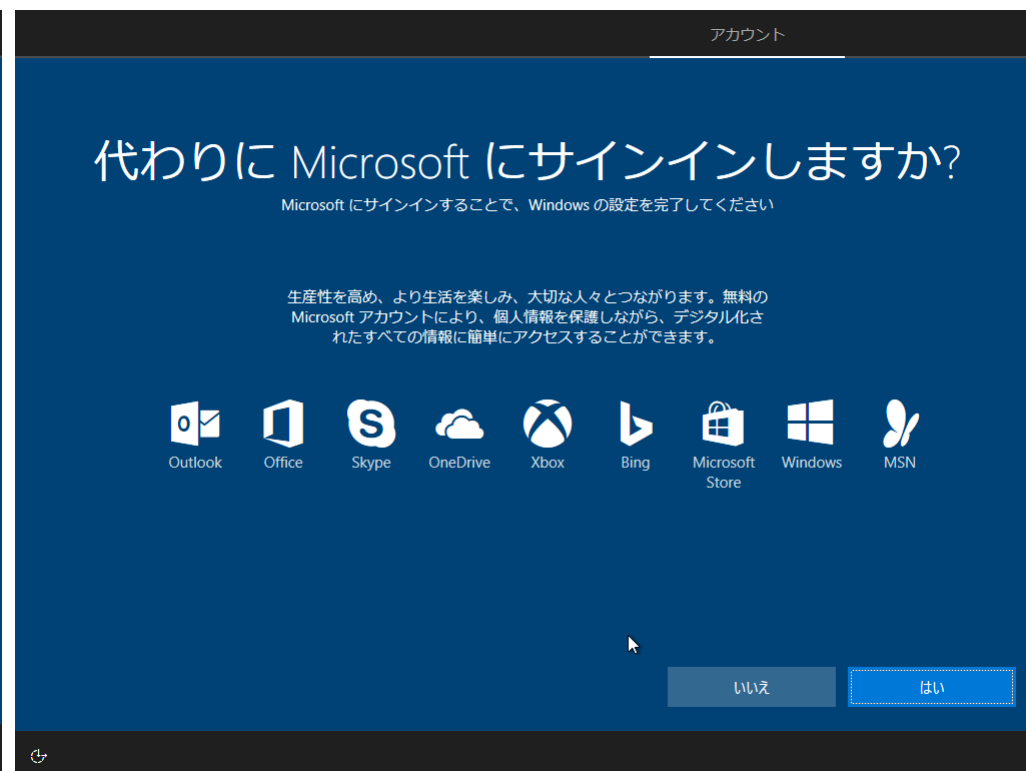 アカウント
代わりに Microsoft にサインインしますか?
Microsoft にサインインすることで、Windows の設定を完了してください
生産性を高め、より生活を楽しみ、大切な人々とつながります。無料の
Microsoft アカウントにより、個人情報を保護しながら、デジタル化さ
れたすべての情報に簡単にアクセスすることができます。
Outlook Office Skype OneDrive Xbox Bing Microsoft Store Windows MSN
いいえ はい